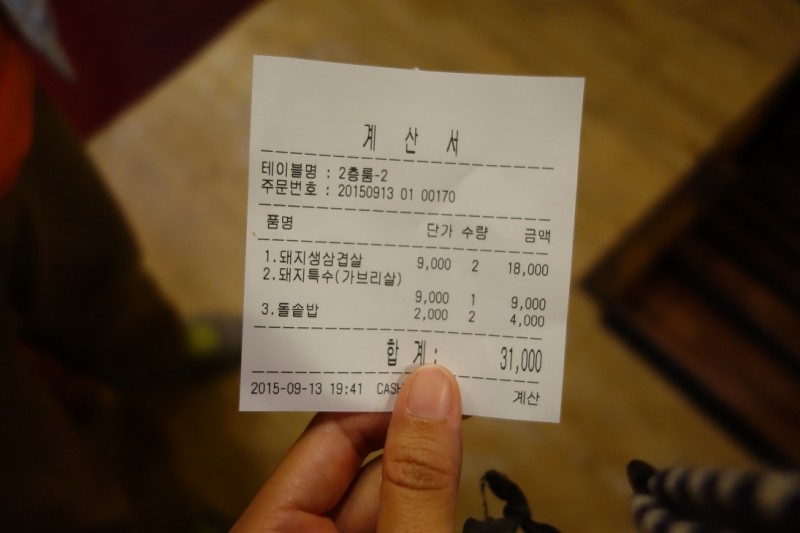 계 산 서
테이블명 : 2층룸-2
주문번호 : 20150913 01 00170
품명 단가 수량 금액
1.돼지생삼겹살 9,000 2 18,000
2.돼지특수(가브리살)
9,000 1 9,000
3.돌솥밥 2,000 2 4,000
합 계: 31,000
2015-09-13 19:41 계산